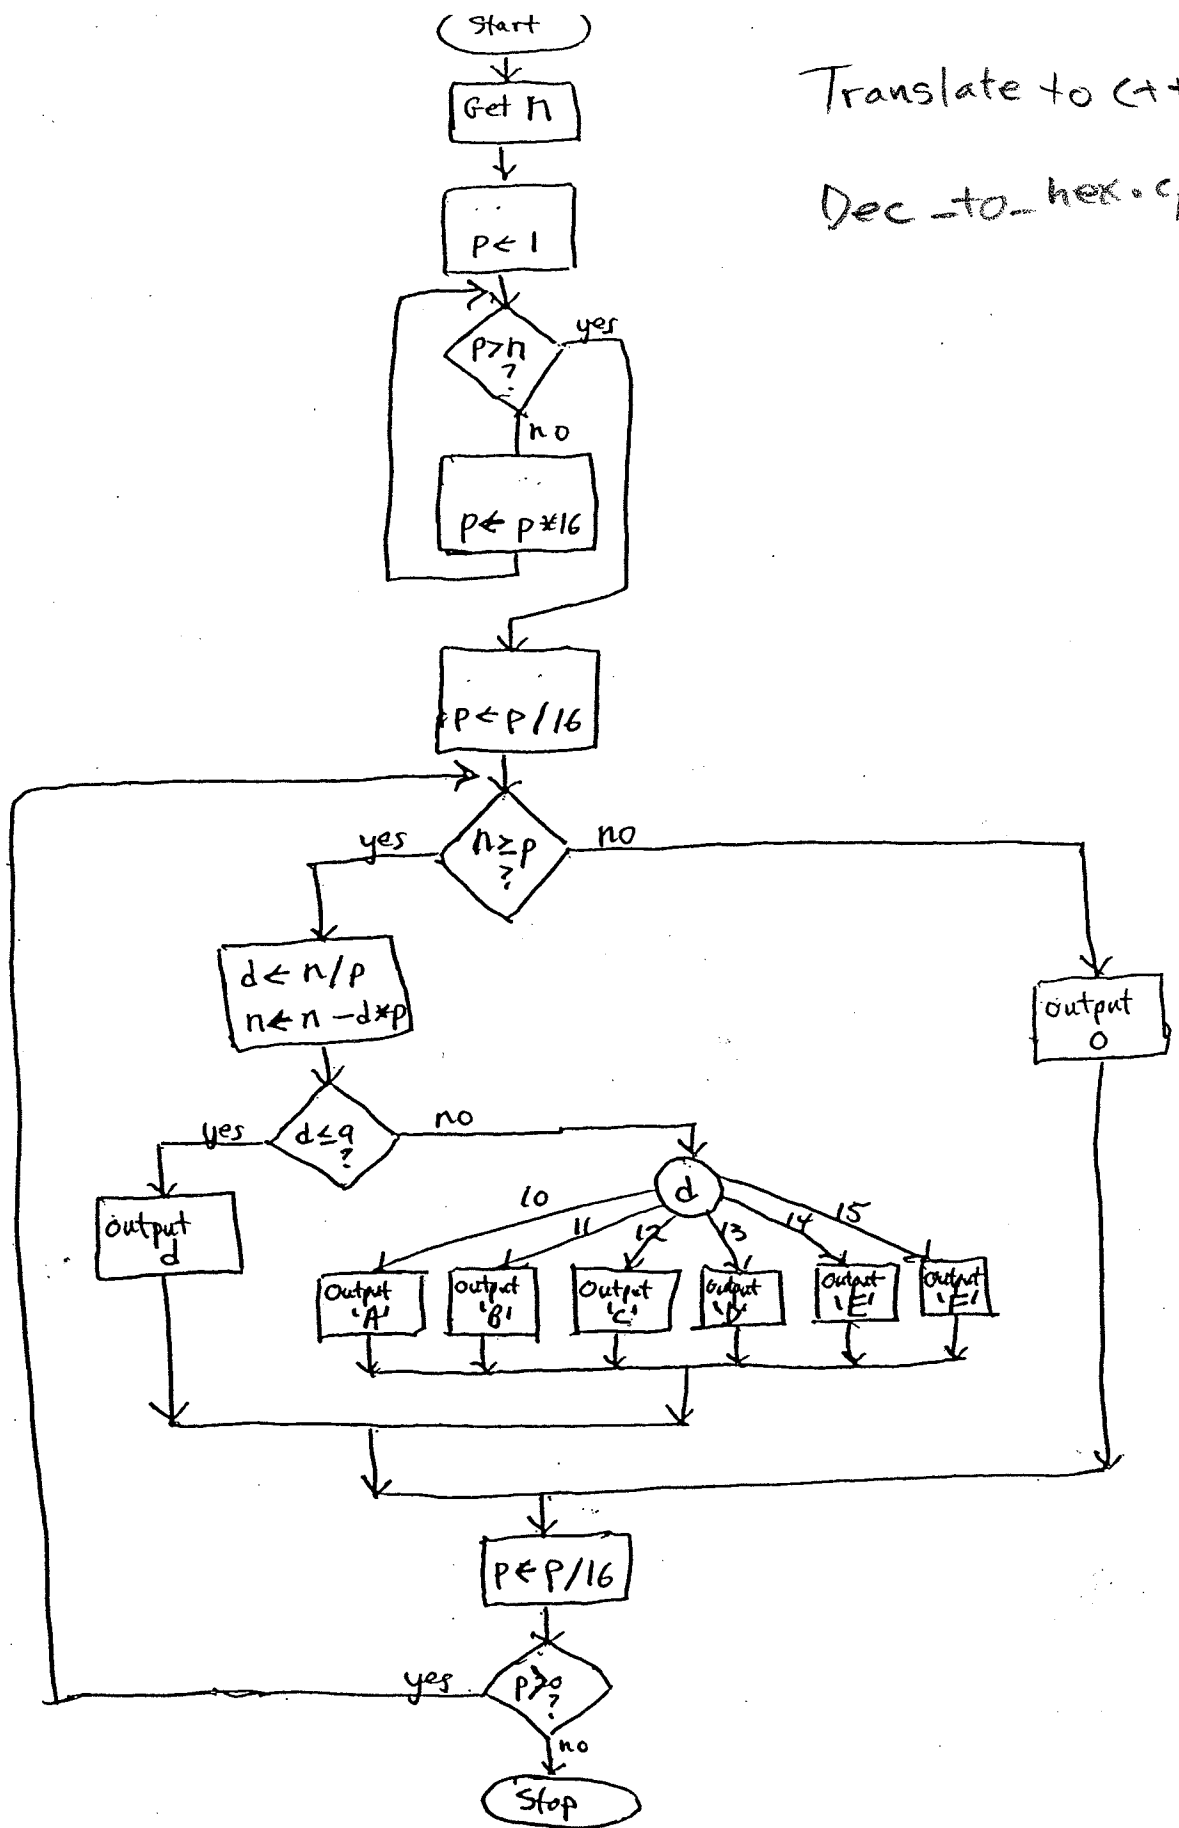 Start
Translate to C++
Get n
Dec_to_hex.cp
p ← 1
p>n
?
yes
no
p ← p*16
p ← p/16
n≥p
?
yes
no
d ← n/p
n ← n - d*p
output
0
d≤9
?
yes
no
d
10 11 12 13 14 15
output
d
Output
'A'
Output
'B'
Output
'C'
Output
'D'
Output
'E'
Output
p ← p/16
p>0
?
yes
no
Stop